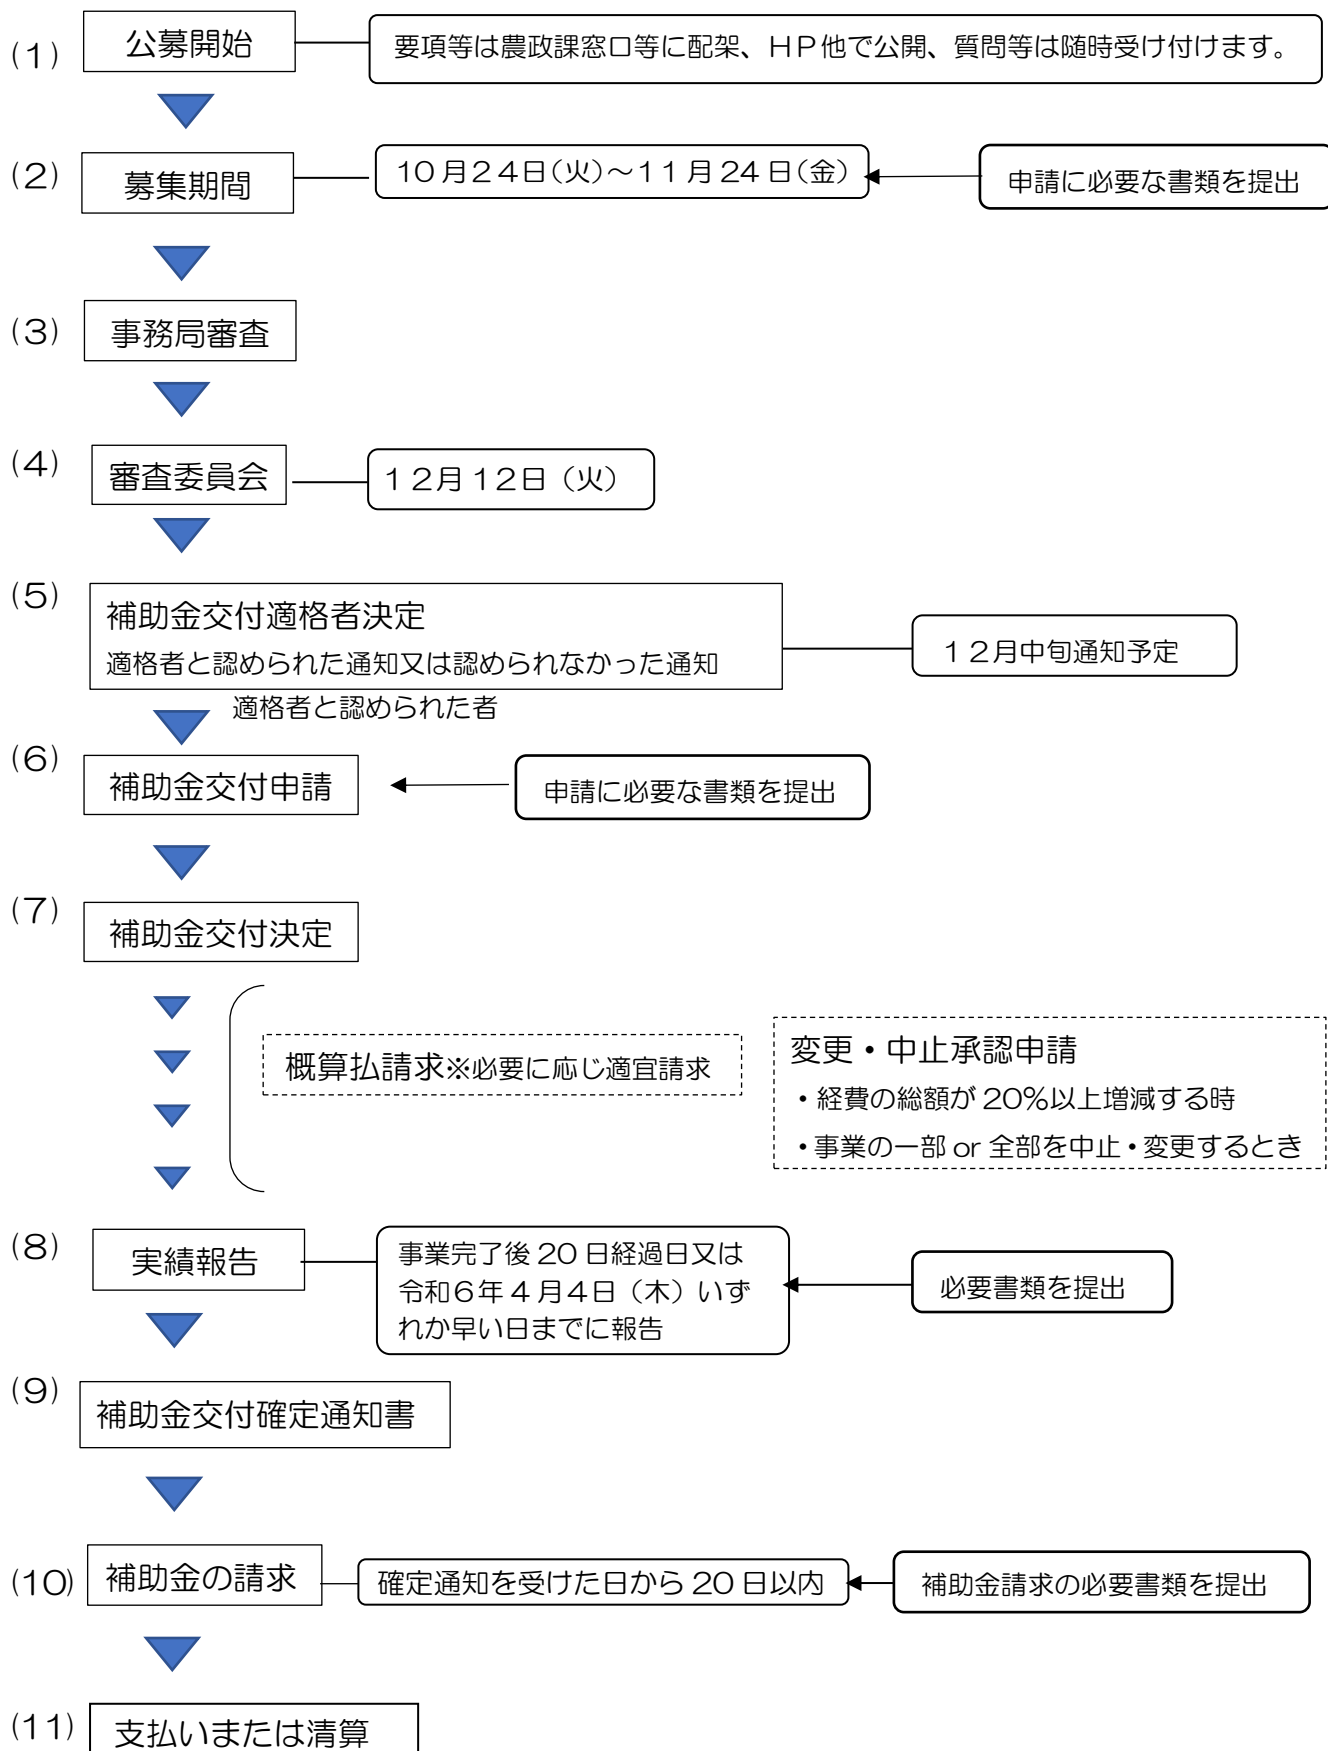 (1) 公募開始 要項等は農政課窓口等に配架、ＨＰ他で公開、質問等は随時受け付けます。
(2) 募集期間 10月２４日(火)～１１月24日(金) 申請に必要な書類を提出
(3) 事務局審査
(4) 審査委員会 １２月12日（火）
(5) 補助金交付適格者決定
適格者と認められた通知又は認められなかった通知 １２月中旬通知予定
適格者と認められた者
(6) 補助金交付申請 申請に必要な書類を提出
(7) 補助金交付決定
概算払請求※必要に応じ適宜請求
変更・中止承認申請
・経費の総額が20％以上増減する時
・事業の一部or全部を中止・変更するとき
(8) 実績報告 事業完了後20日経過日又は
令和６年４月４日（木）いず
れか早い日までに報告
必要書類を提出
(9) 補助金交付確定通知書
(10) 補助金の請求 確定通知を受けた日から20日以内 補助金請求の必要書類を提出
(11) 支払いまたは清算